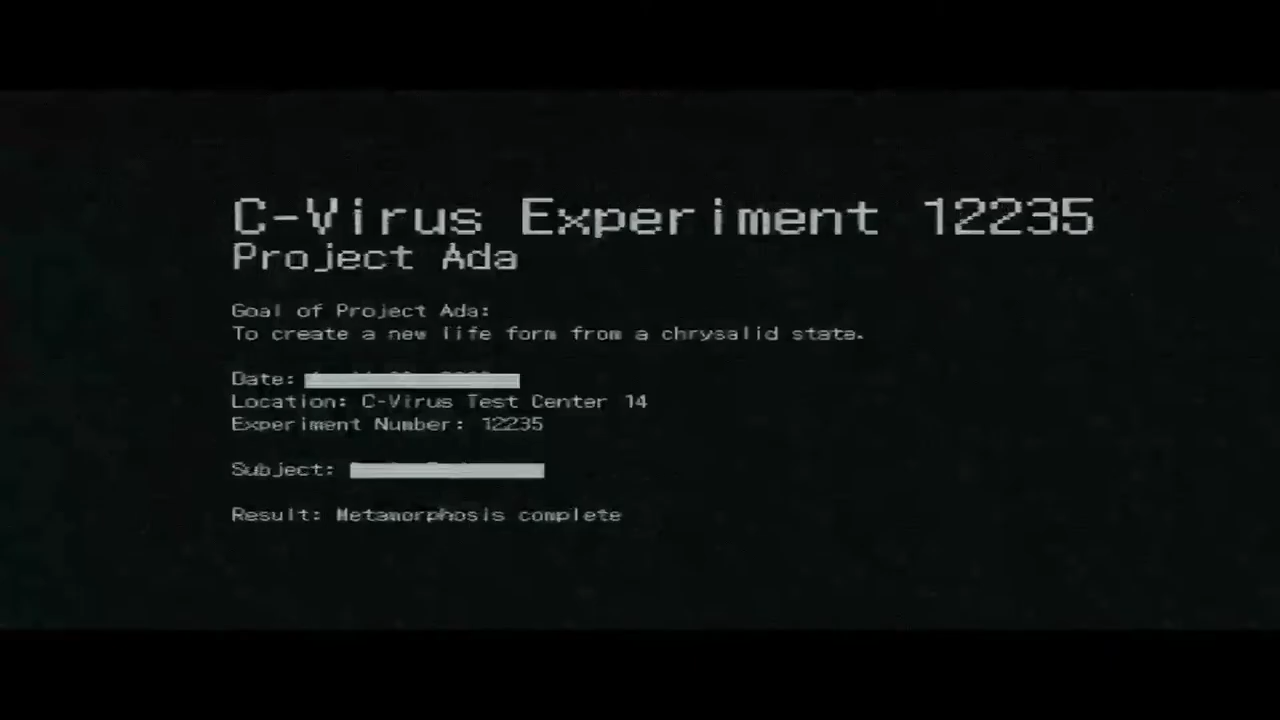 C-Virus Experiment 12235
Project Ada
Goal of Project Ada:
To create a new life form from a chrysalid state.
Date:
Location: C-Virus Test Center 14
Experiment Number: 12235
Subject:
Result: Metamorphosis complete